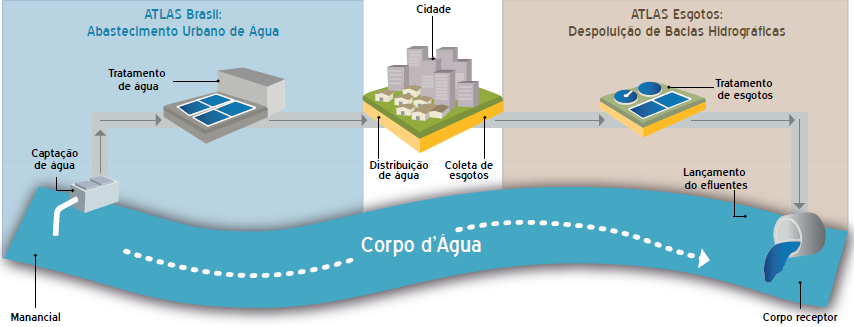 ATLAS Brasil:
Abastecimento Urbano de Água
Cidade
ATLAS Esgotos:
Despoluição de Bacias Hidrográficas
Tratamento
de água
Tratamento
de esgotos
Captação
de água
Distribuição
de água
Coleta de
esgotos
Lançamento
do efluentes
Corpo d'Água
Manancial
Corpo receptor